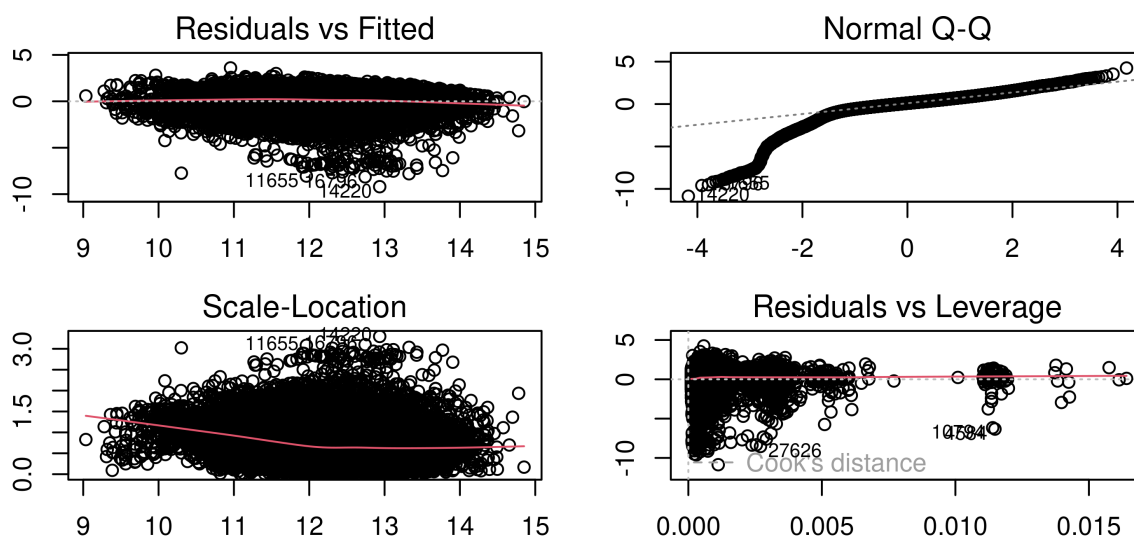 Residuals vs Fitted
5
0
-10
11655
14220
9 10 11 12 13 14 15
Normal Q-Q
5
0
-10
14220
-4 -2 0 2 4
Scale-Location
3.0
1.5
0.0
14220
11655
9 10 11 12 13 14 15
Residuals vs Leverage
5
0
-10
27626
Cook's distance
0.000 0.005 0.010 0.015